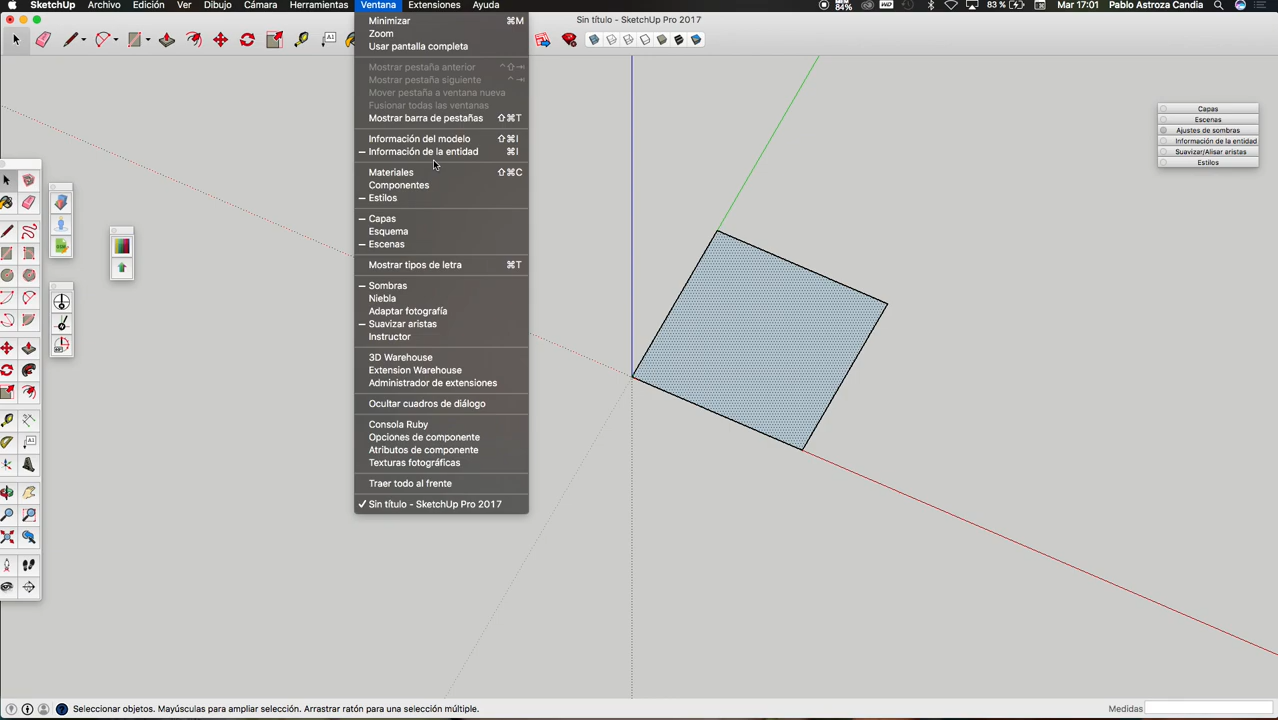 SketchUp Archivo Edición Ver Dibujo Cámara Herramientas Ventana Extensiones Ayuda 84% 83 % Mar 17:01 Pablo Astroza Candia
Sin título - SketchUp Pro 2017
Minimizar ⌘M
Zoom
Usar pantalla completa
Mostrar pestaña anterior ^⇧⇥
Mostrar pestaña siguiente ^⇥
Mover pestaña a ventana nueva
Fusionar todas las ventanas
Mostrar barra de pestañas ⇧⌘T
Información del modelo ⇧⌘I
– Información de la entidad ⌘I
Materiales ⇧⌘C
Componentes
– Estilos
– Capas
Esquema
– Escenas
Mostrar tipos de letra ⌘T
– Sombras
Niebla
Adaptar fotografía
– Suavizar aristas
Instructor
3D Warehouse
Extension Warehouse
Administrador de extensiones
Ocultar cuadros de diálogo
Consola Ruby
Opciones de componente
Atributos de componente
Texturas fotográficas
Traer todo al frente
✓ Sin título - SketchUp Pro 2017
Capas
Escenas
Ajustes de sombras
Información de la entidad
Suavizar/Alisar aristas
Estilos
Seleccionar objetos. Mayúsculas para ampliar selección. Arrastrar ratón para una selección múltiple.
Medidas